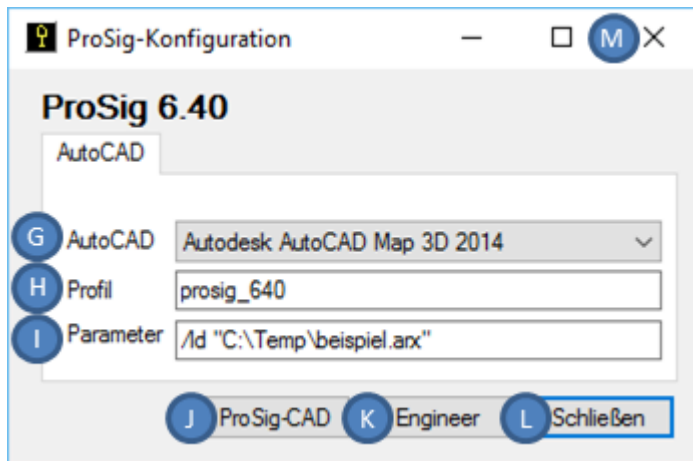 ProSig-Konfiguration M
ProSig 6.40
AutoCAD
G AutoCAD Autodesk AutoCAD Map 3D 2014
H Profil prosig_640
I Parameter /ld "C:\Temp\beispiel.arx"
J ProSig-CAD K Engineer L Schließen